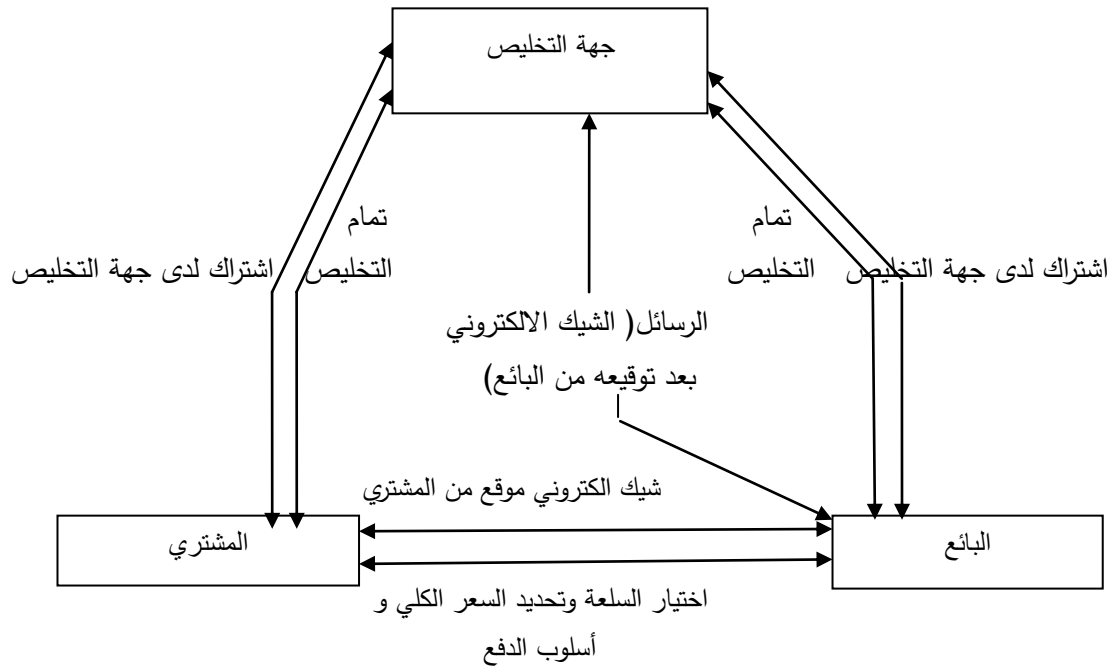 جهة التخليص
تمام
التخليص
اشتراك لدى جهة التخليص
تمام
التخليص
اشتراك لدى جهة التخليص
الرسائل( الشيك الالكتروني
بعد توقيعه من البائع)
شيك الكتروني موقع من المشتري
البائع
المشتري
اختيار السلعة وتحديد السعر الكلي و
أسلوب الدفع